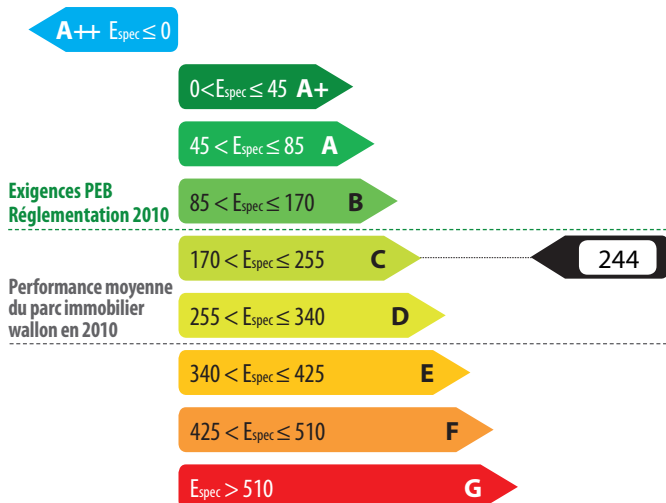 A++ Espec ≤ 0
0 < Espec ≤ 45 A+
45 < Espec ≤ 85 A
Exigences PEB
Réglementation 2010
85 < Espec ≤ 170 B
170 < Espec ≤ 255 C
244
Performance moyenne
du parc immobilier
wallon en 2010
255 < Espec ≤ 340 D
340 < Espec ≤ 425 E
425 < Espec ≤ 510 F
Espec > 510 G